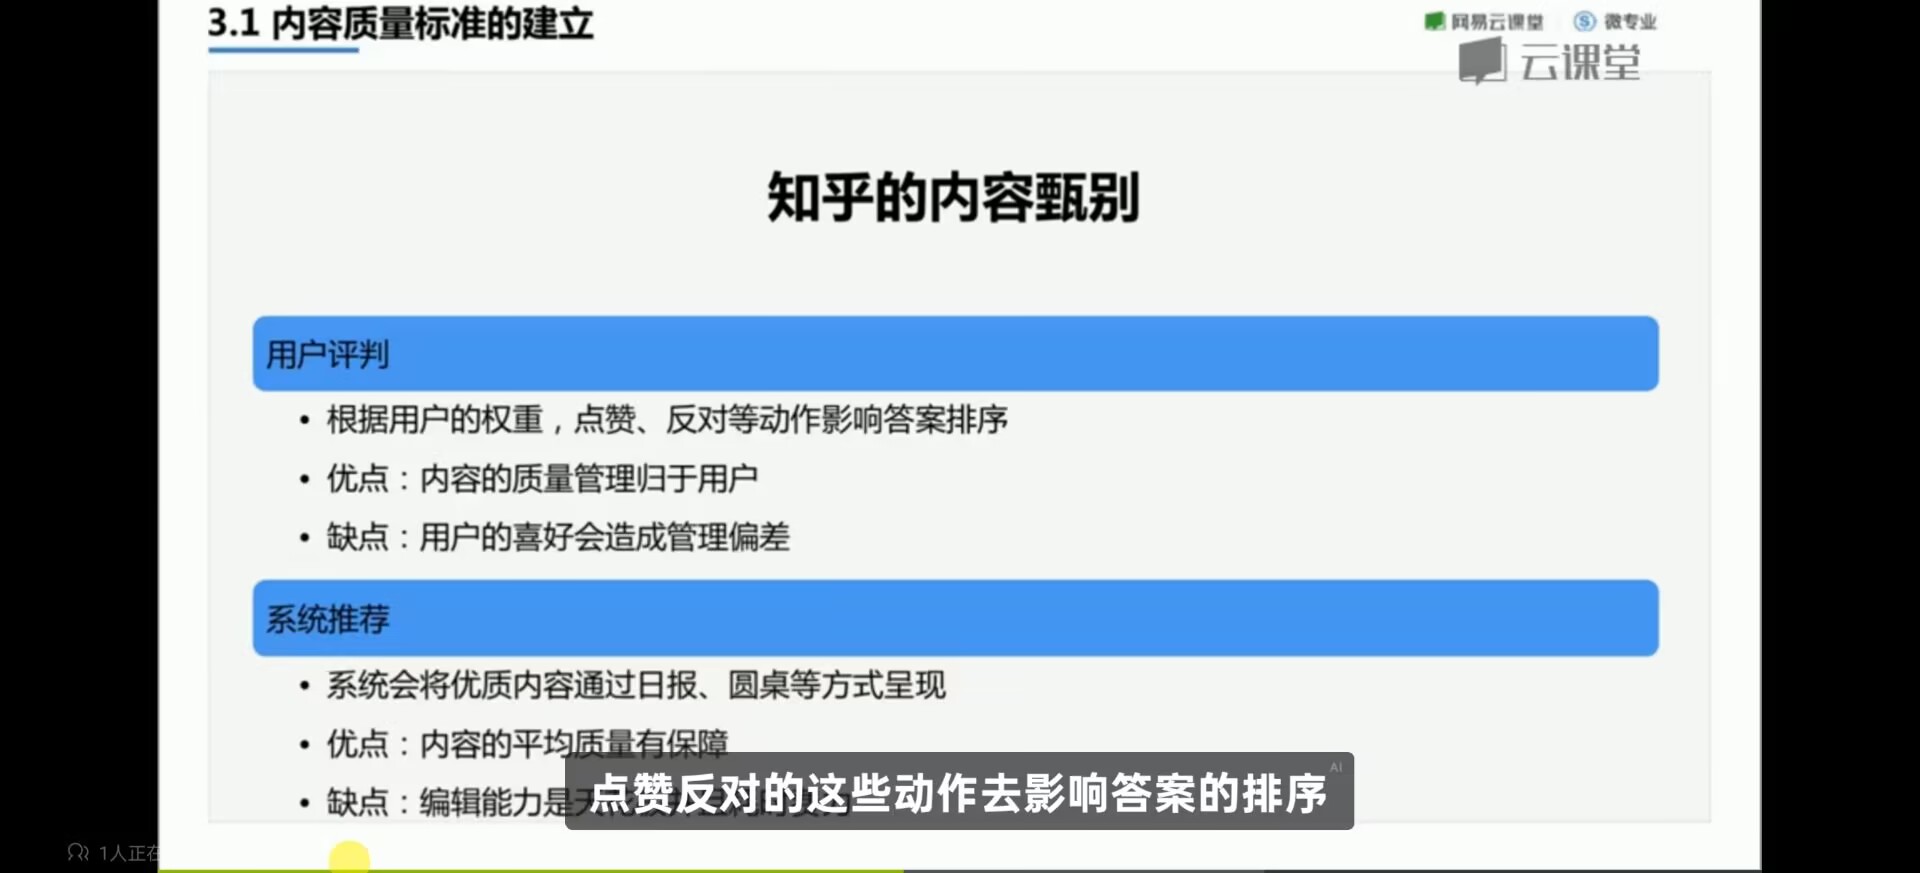 3.1 内容质量标准的建立
网易云课堂 微专业
云课堂
知乎的内容甄别
用户评判
• 根据用户的权重，点赞、反对等动作影响答案排序
• 优点：内容的质量管理归于用户
• 缺点：用户的喜好会造成管理偏差
系统推荐
• 系统会将优质内容通过日报、圆桌等方式呈现
• 优点：内容的平均质量有保障
• 缺点：编辑能力是天
AI
点赞反对的这些动作去影响答案的排序
1人正在